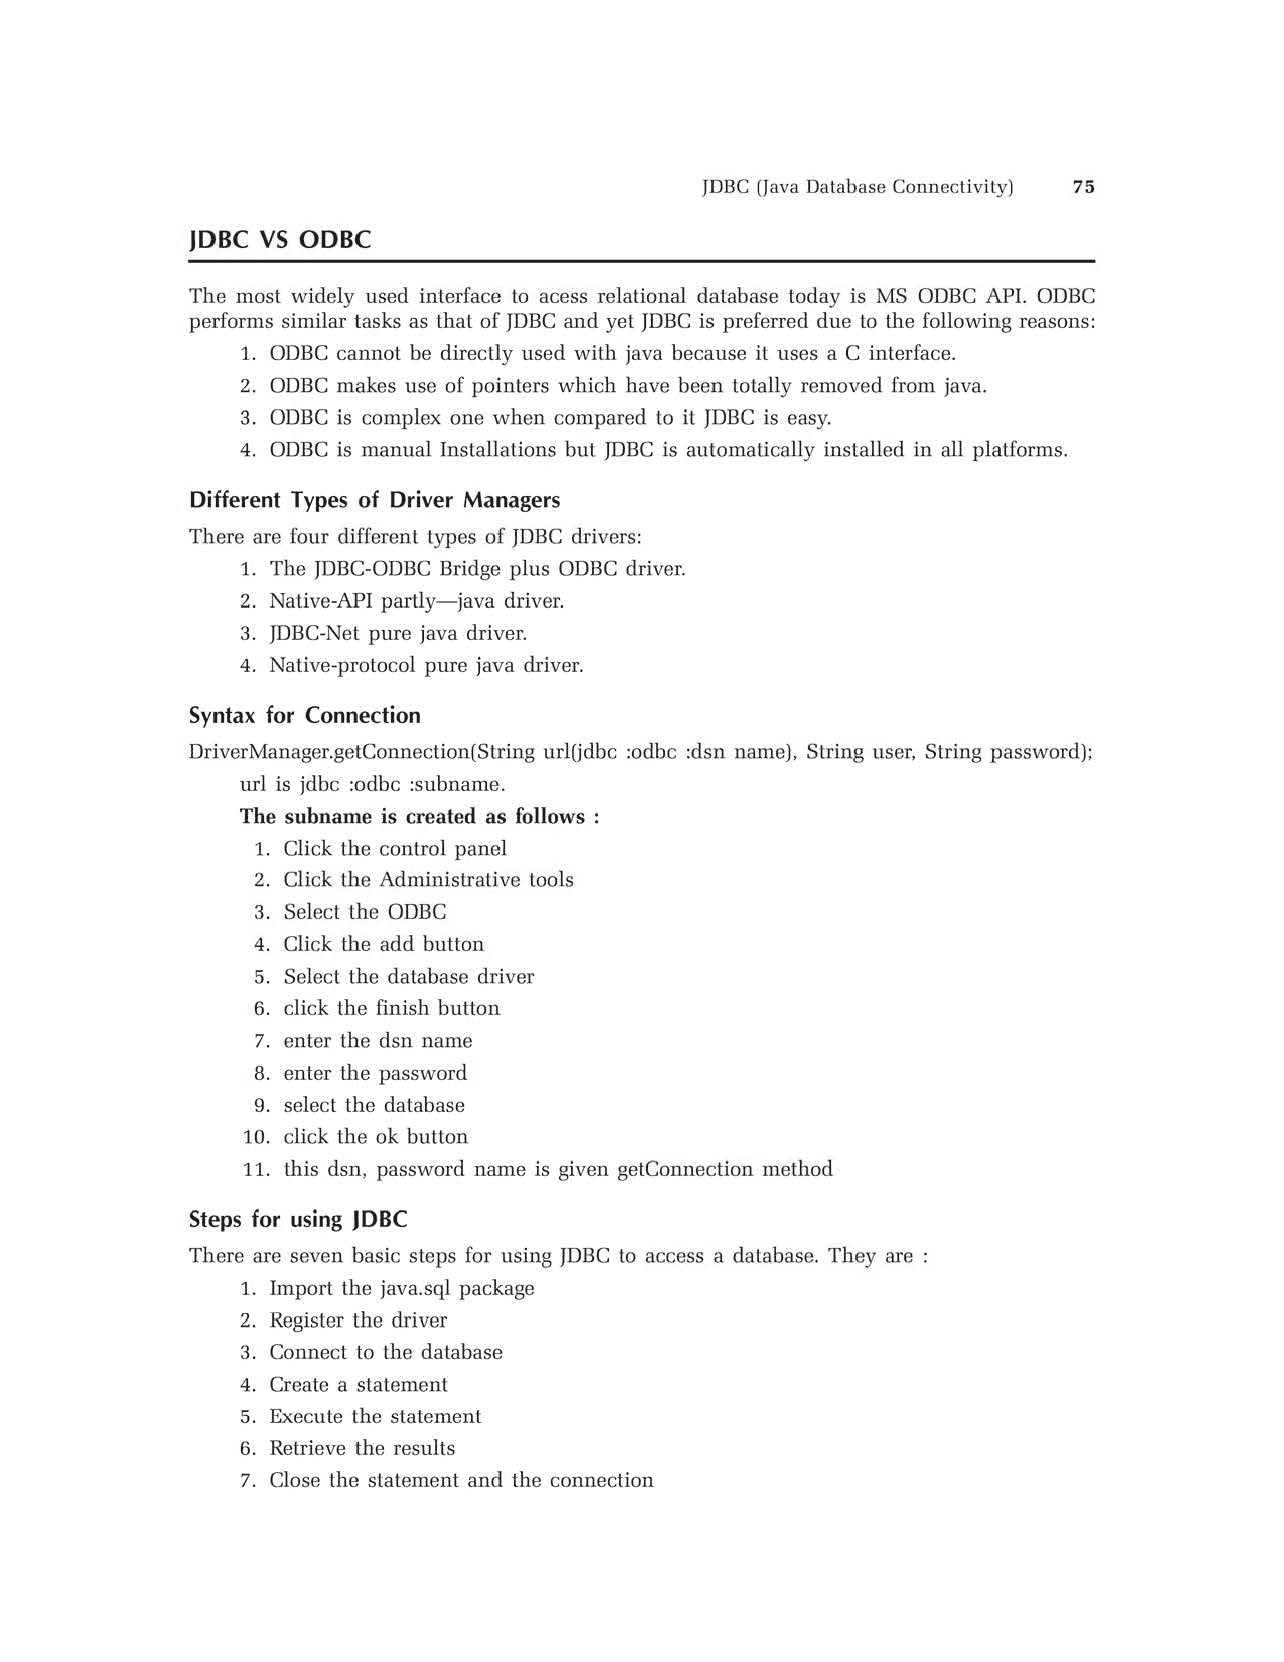 JDBC (Java Database Connectivity) 75
JDBC VS ODBC
The most widely used interface to acess relational database today is MS ODBC API. ODBC
performs similar tasks as that of JDBC and yet JDBC is preferred due to the following reasons:
1. ODBC cannot be directly used with java because it uses a C interface.
2. ODBC makes use of pointers which have been totally removed from java.
3. ODBC is complex one when compared to it JDBC is easy.
4. ODBC is manual Installations but JDBC is automatically installed in all platforms.
Different Types of Driver Managers
There are four different types of JDBC drivers:
1. The JDBC-ODBC Bridge plus ODBC driver.
2. Native-API partly—java driver.
3. JDBC-Net pure java driver.
4. Native-protocol pure java driver.
Syntax for Connection
DriverManager.getConnection(String url(jdbc :odbc :dsn name), String user, String password);
url is jdbc :odbc :subname.
The subname is created as follows :
1. Click the control panel
2. Click the Administrative tools
3. Select the ODBC
4. Click the add button
5. Select the database driver
6. click the finish button
7. enter the dsn name
8. enter the password
9. select the database
10. click the ok button
11. this dsn, password name is given getConnection method
Steps for using JDBC
There are seven basic steps for using JDBC to access a database. They are :
1. Import the java.sql package
2. Register the driver
3. Connect to the database
4. Create a statement
5. Execute the statement
6. Retrieve the results
7. Close the statement and the connection